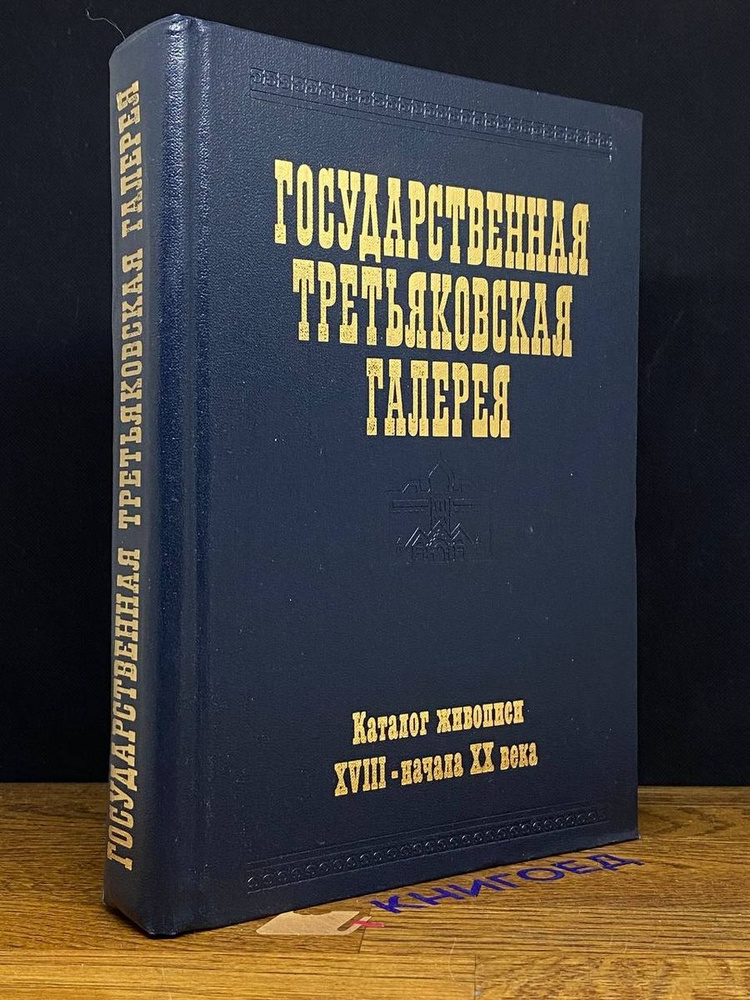 ГОСУДАРСТВЕННАЯ ТРЕТЬЯКОВСКАЯ ГАЛЕРЕЯ
ГОСУДАРСТВЕННАЯ
ТРЕТЬЯКОВСКАЯ
ГАЛЕРЕЯ
Каталог живописи
XVIII - начала XX века
КНИГОЕД